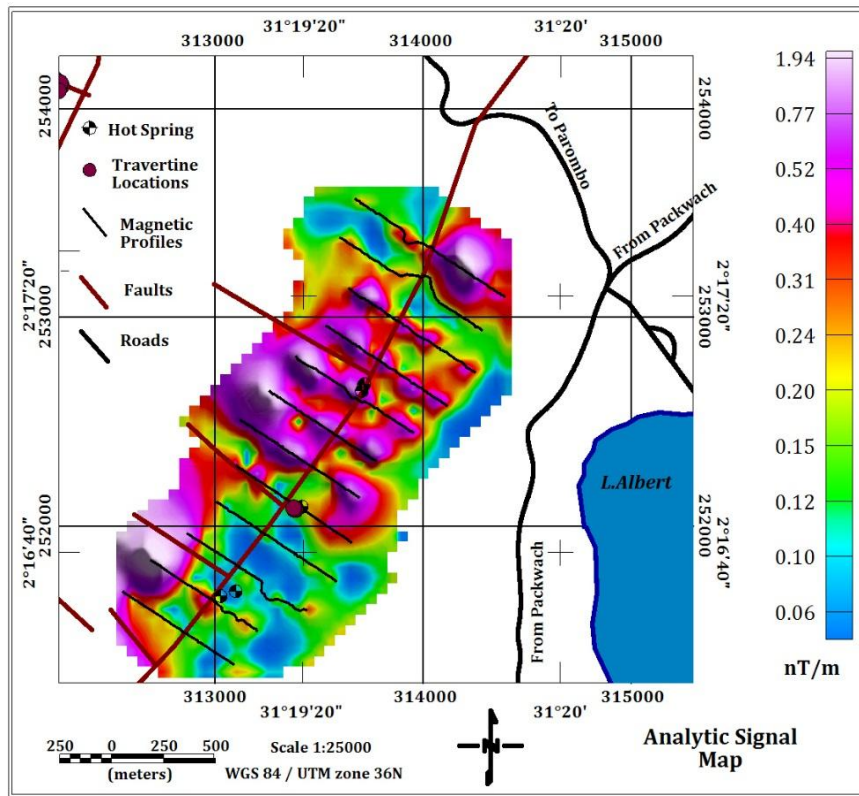 31°19'20" 31°20'
313000 314000 315000
254000
254000
Hot Spring
Travertine
Locations
Magnetic
Profiles
Faults
Roads
To Parombo
From Packwach
2°17'20"
253000
2°17'20"
253000
252000
2°16'40"
252000
2°16'40"
L.Albert
From Packwach
313000 314000 315000
31°19'20" 31°20'
1.94
0.77
0.52
0.40
0.31
0.24
0.20
0.15
0.12
0.10
0.06
nT/m
250 0 250 500
(meters)
Scale 1:25000
WGS 84 / UTM zone 36N
N
Analytic Signal
Map